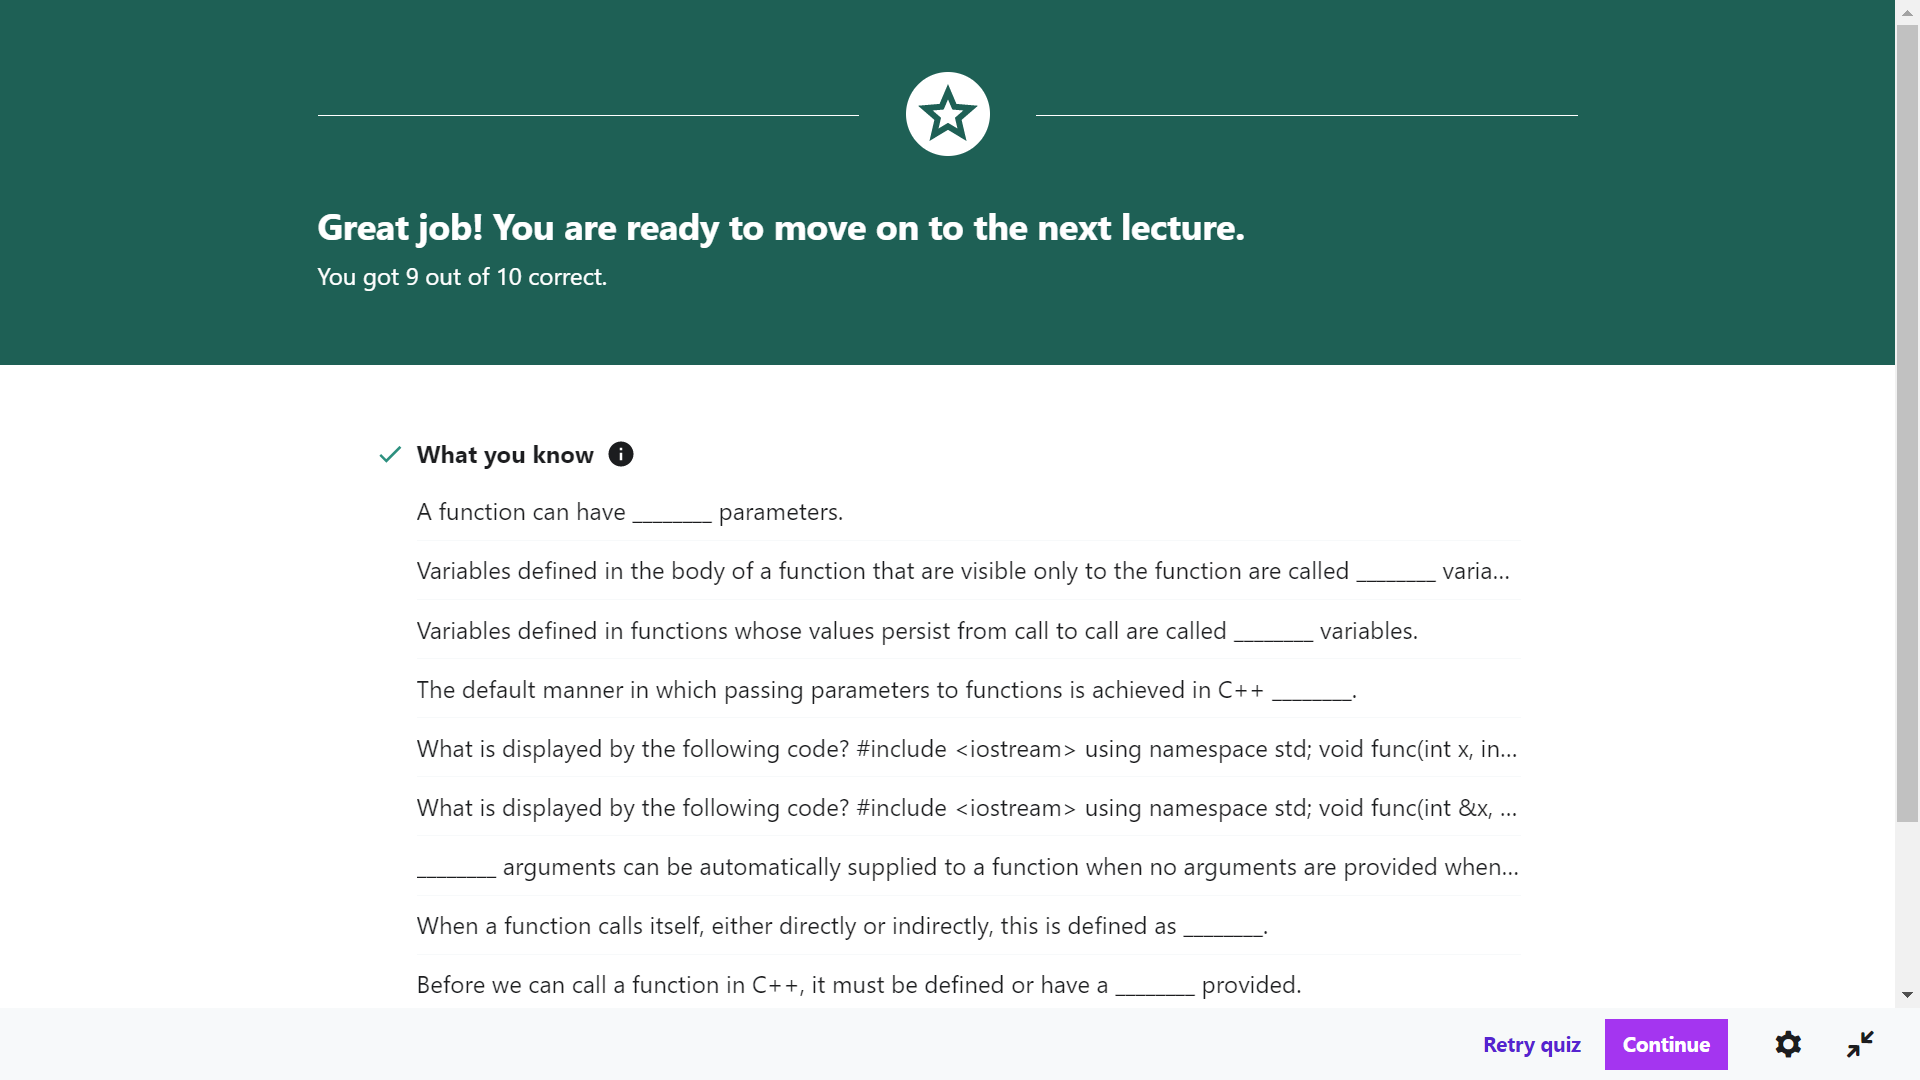 Great job! You are ready to move on to the next lecture.
You got 9 out of 10 correct.
What you know
A function can have ________ parameters.
Variables defined in the body of a function that are visible only to the function are called ________ varia...
Variables defined in functions whose values persist from call to call are called ________ variables.
The default manner in which passing parameters to functions is achieved in C++ ________.
What is displayed by the following code? #include <iostream> using namespace std; void func(int x, in...
What is displayed by the following code? #include <iostream> using namespace std; void func(int &x, ...
________ arguments can be automatically supplied to a function when no arguments are provided when...
When a function calls itself, either directly or indirectly, this is defined as ________.
Before we can call a function in C++, it must be defined or have a ________ provided.
Retry quiz
Continue